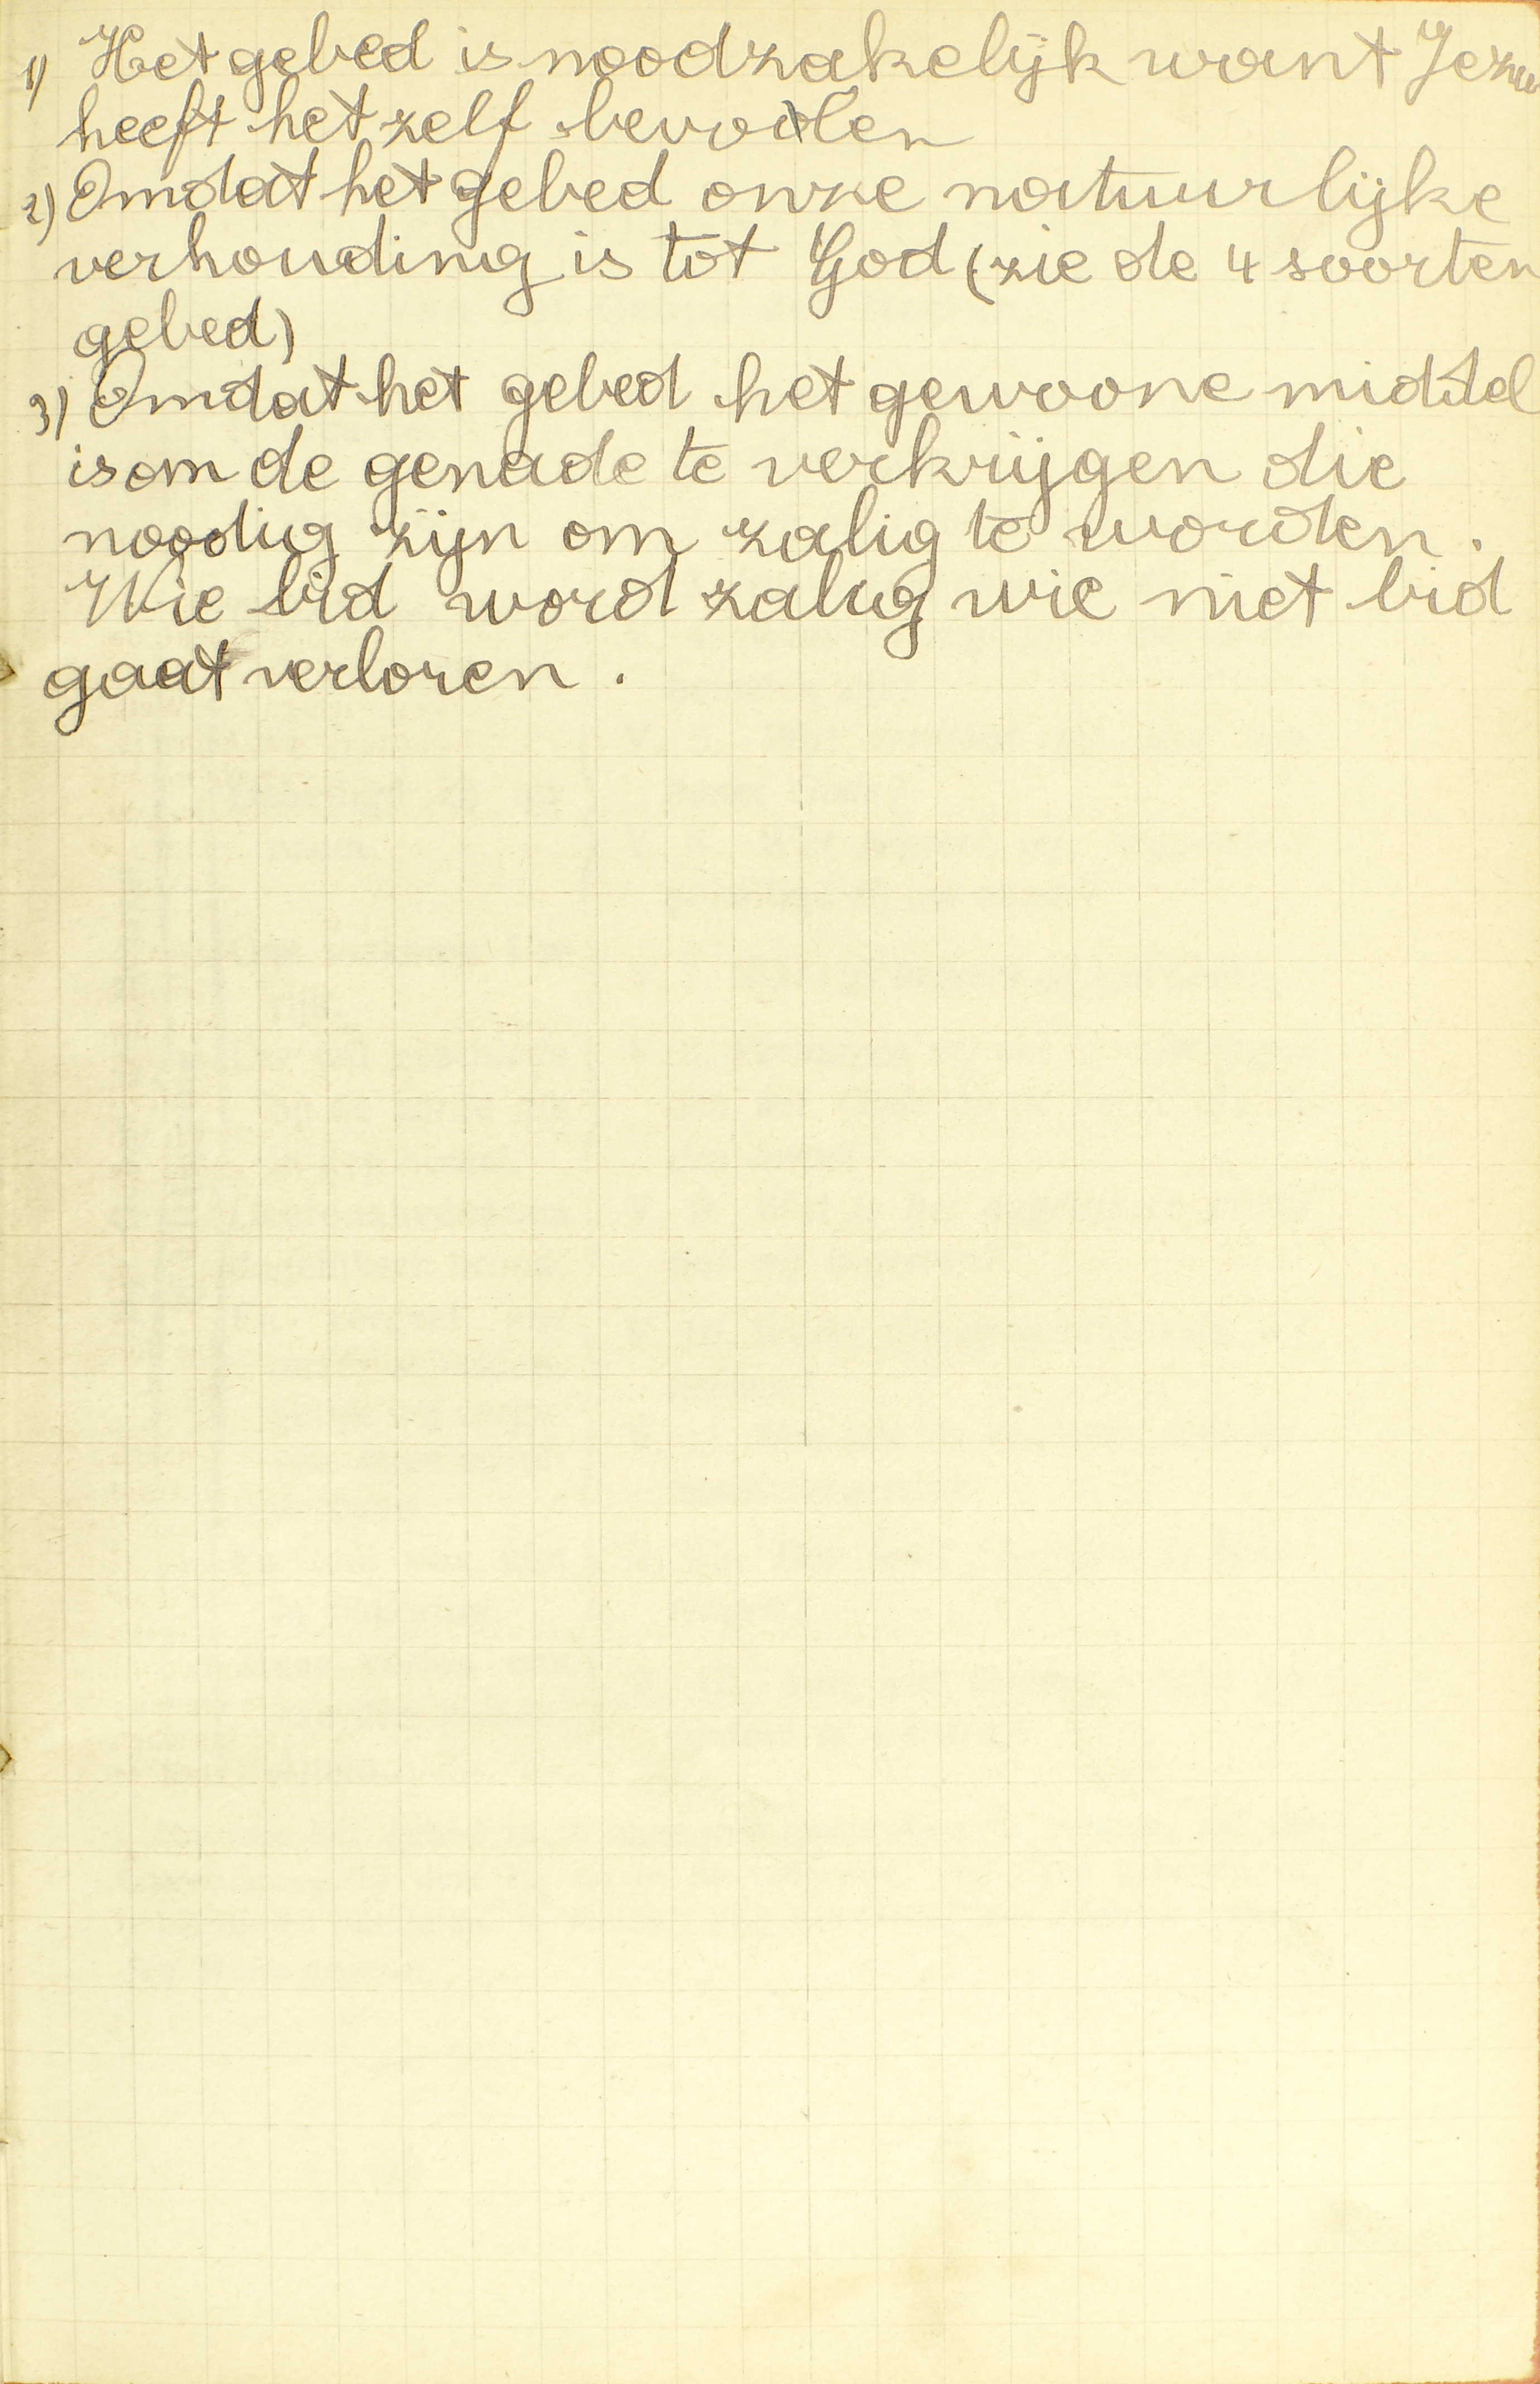 1) Het gebed is noodzakelijk want Jezus
heeft het zelf bevolen
2) Omdat het gebed onze natuurlijke
verhouding is tot God (zie de 4 soorten
gebed)
3) Omdat het gebed het gewoone middel
is om de genade te verkrijgen die
noodig zijn om zalig te worden.
Wie bid word zalig wie niet bid
gaat verloren.